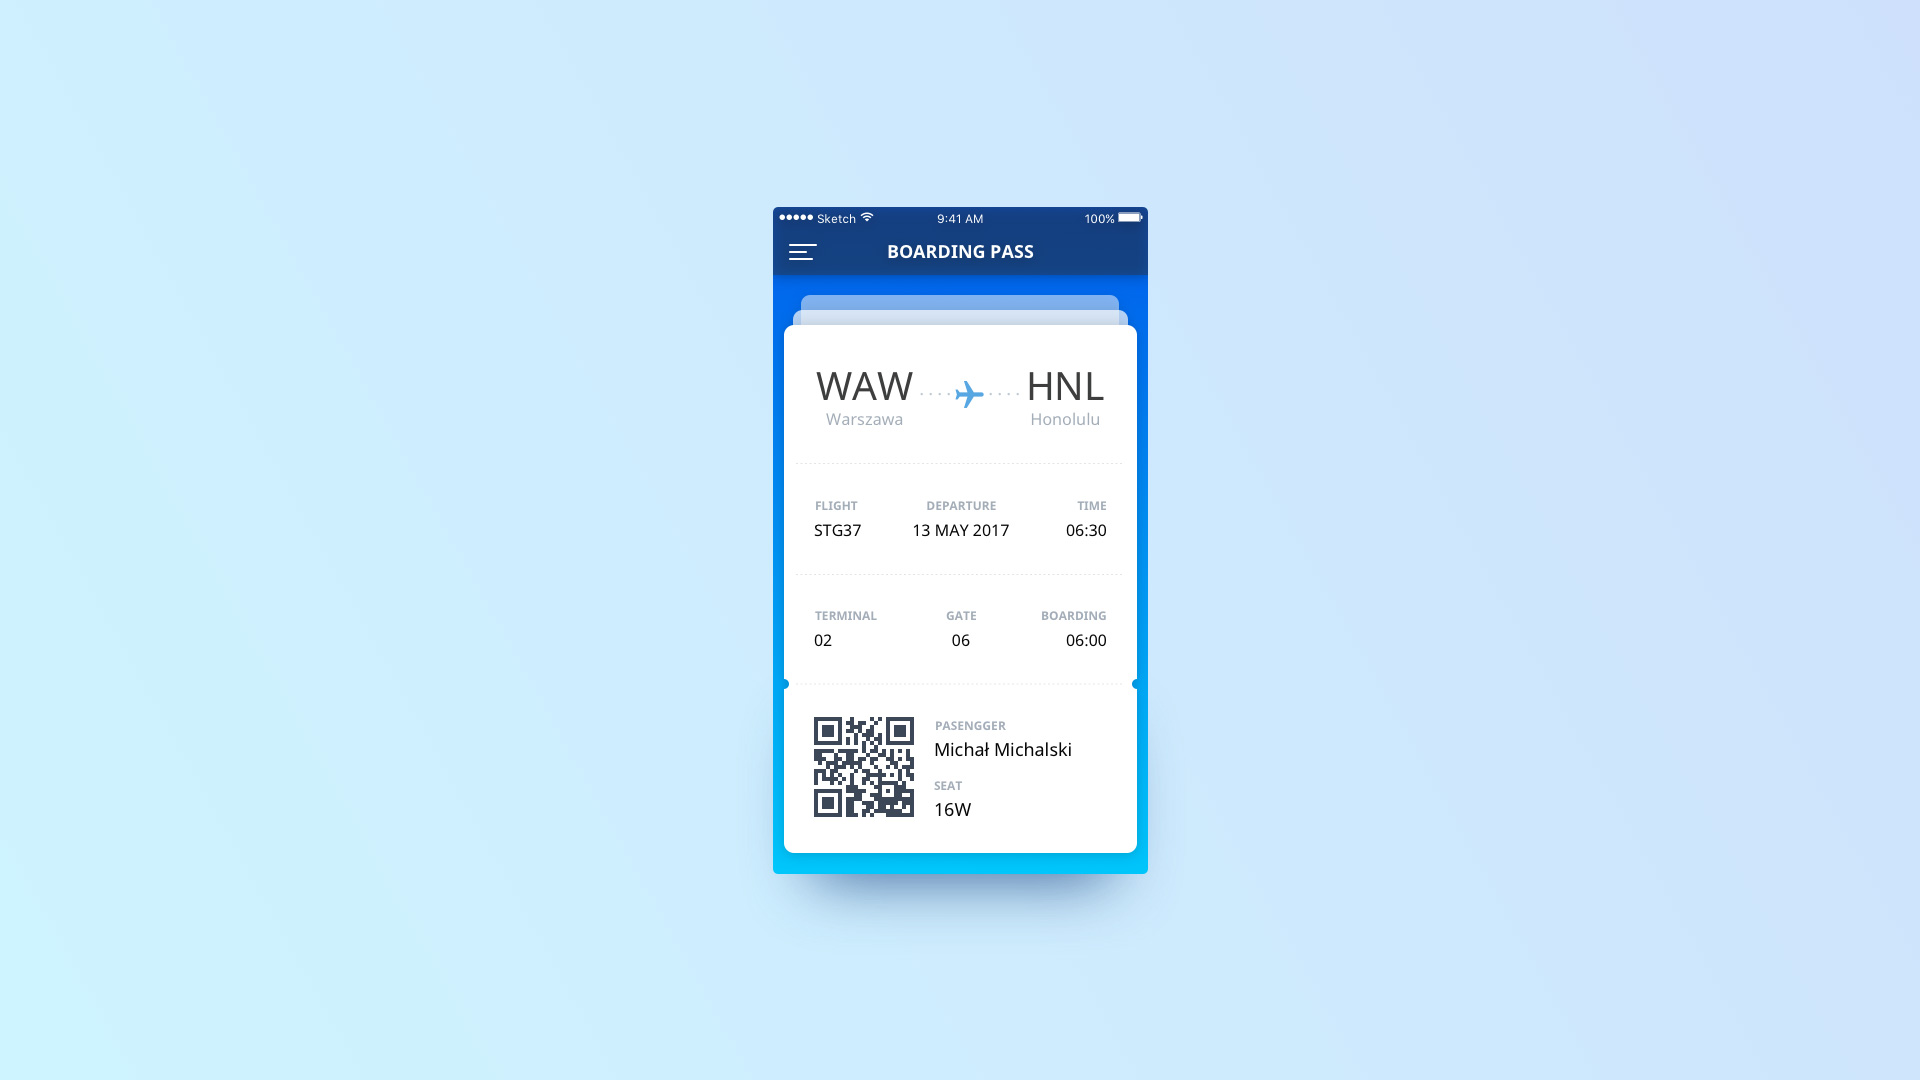 Sketch 9:41 AM 100%
BOARDING PASS
WAW HNL
Warszawa Honolulu
FLIGHT DEPARTURE TIME
STG37 13 MAY 2017 06:30
TERMINAL GATE BOARDING
02 06 06:00
PASENGGER
Michał Michalski
SEAT
16W